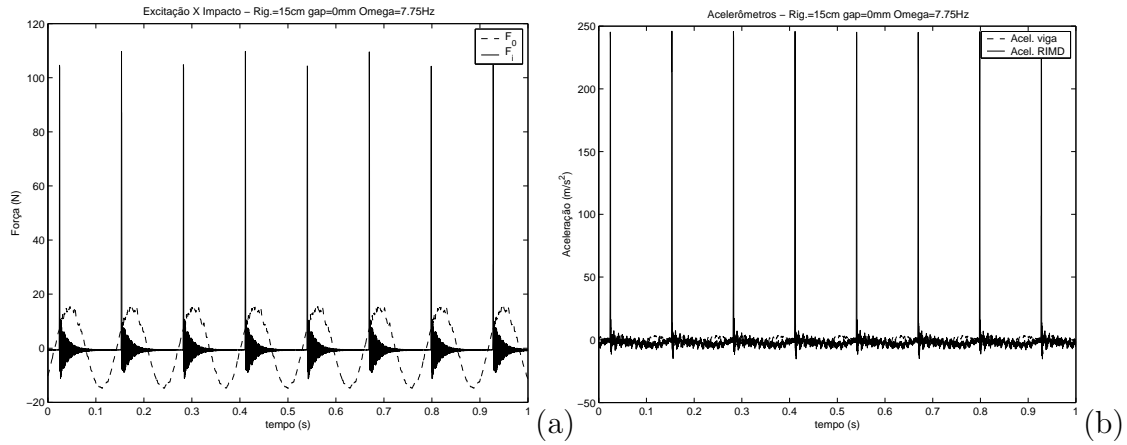 Excitação X Impacto − Rig.=15cm gap=0mm Omega=7.75Hz
F0
Fi
Força (N)
120
100
80
60
40
20
0
−20
0 0.1 0.2 0.3 0.4 0.5 0.6 0.7 0.8 0.9 1
tempo (s)
(a)
Acelerômetros − Rig.=15cm gap=0mm Omega=7.75Hz
Acel. viga
Acel. RIMD
Aceleração (m/s²)
250
200
150
100
50
0
−50
0 0.1 0.2 0.3 0.4 0.5 0.6 0.7 0.8 0.9 1
tempo (s)
(b)